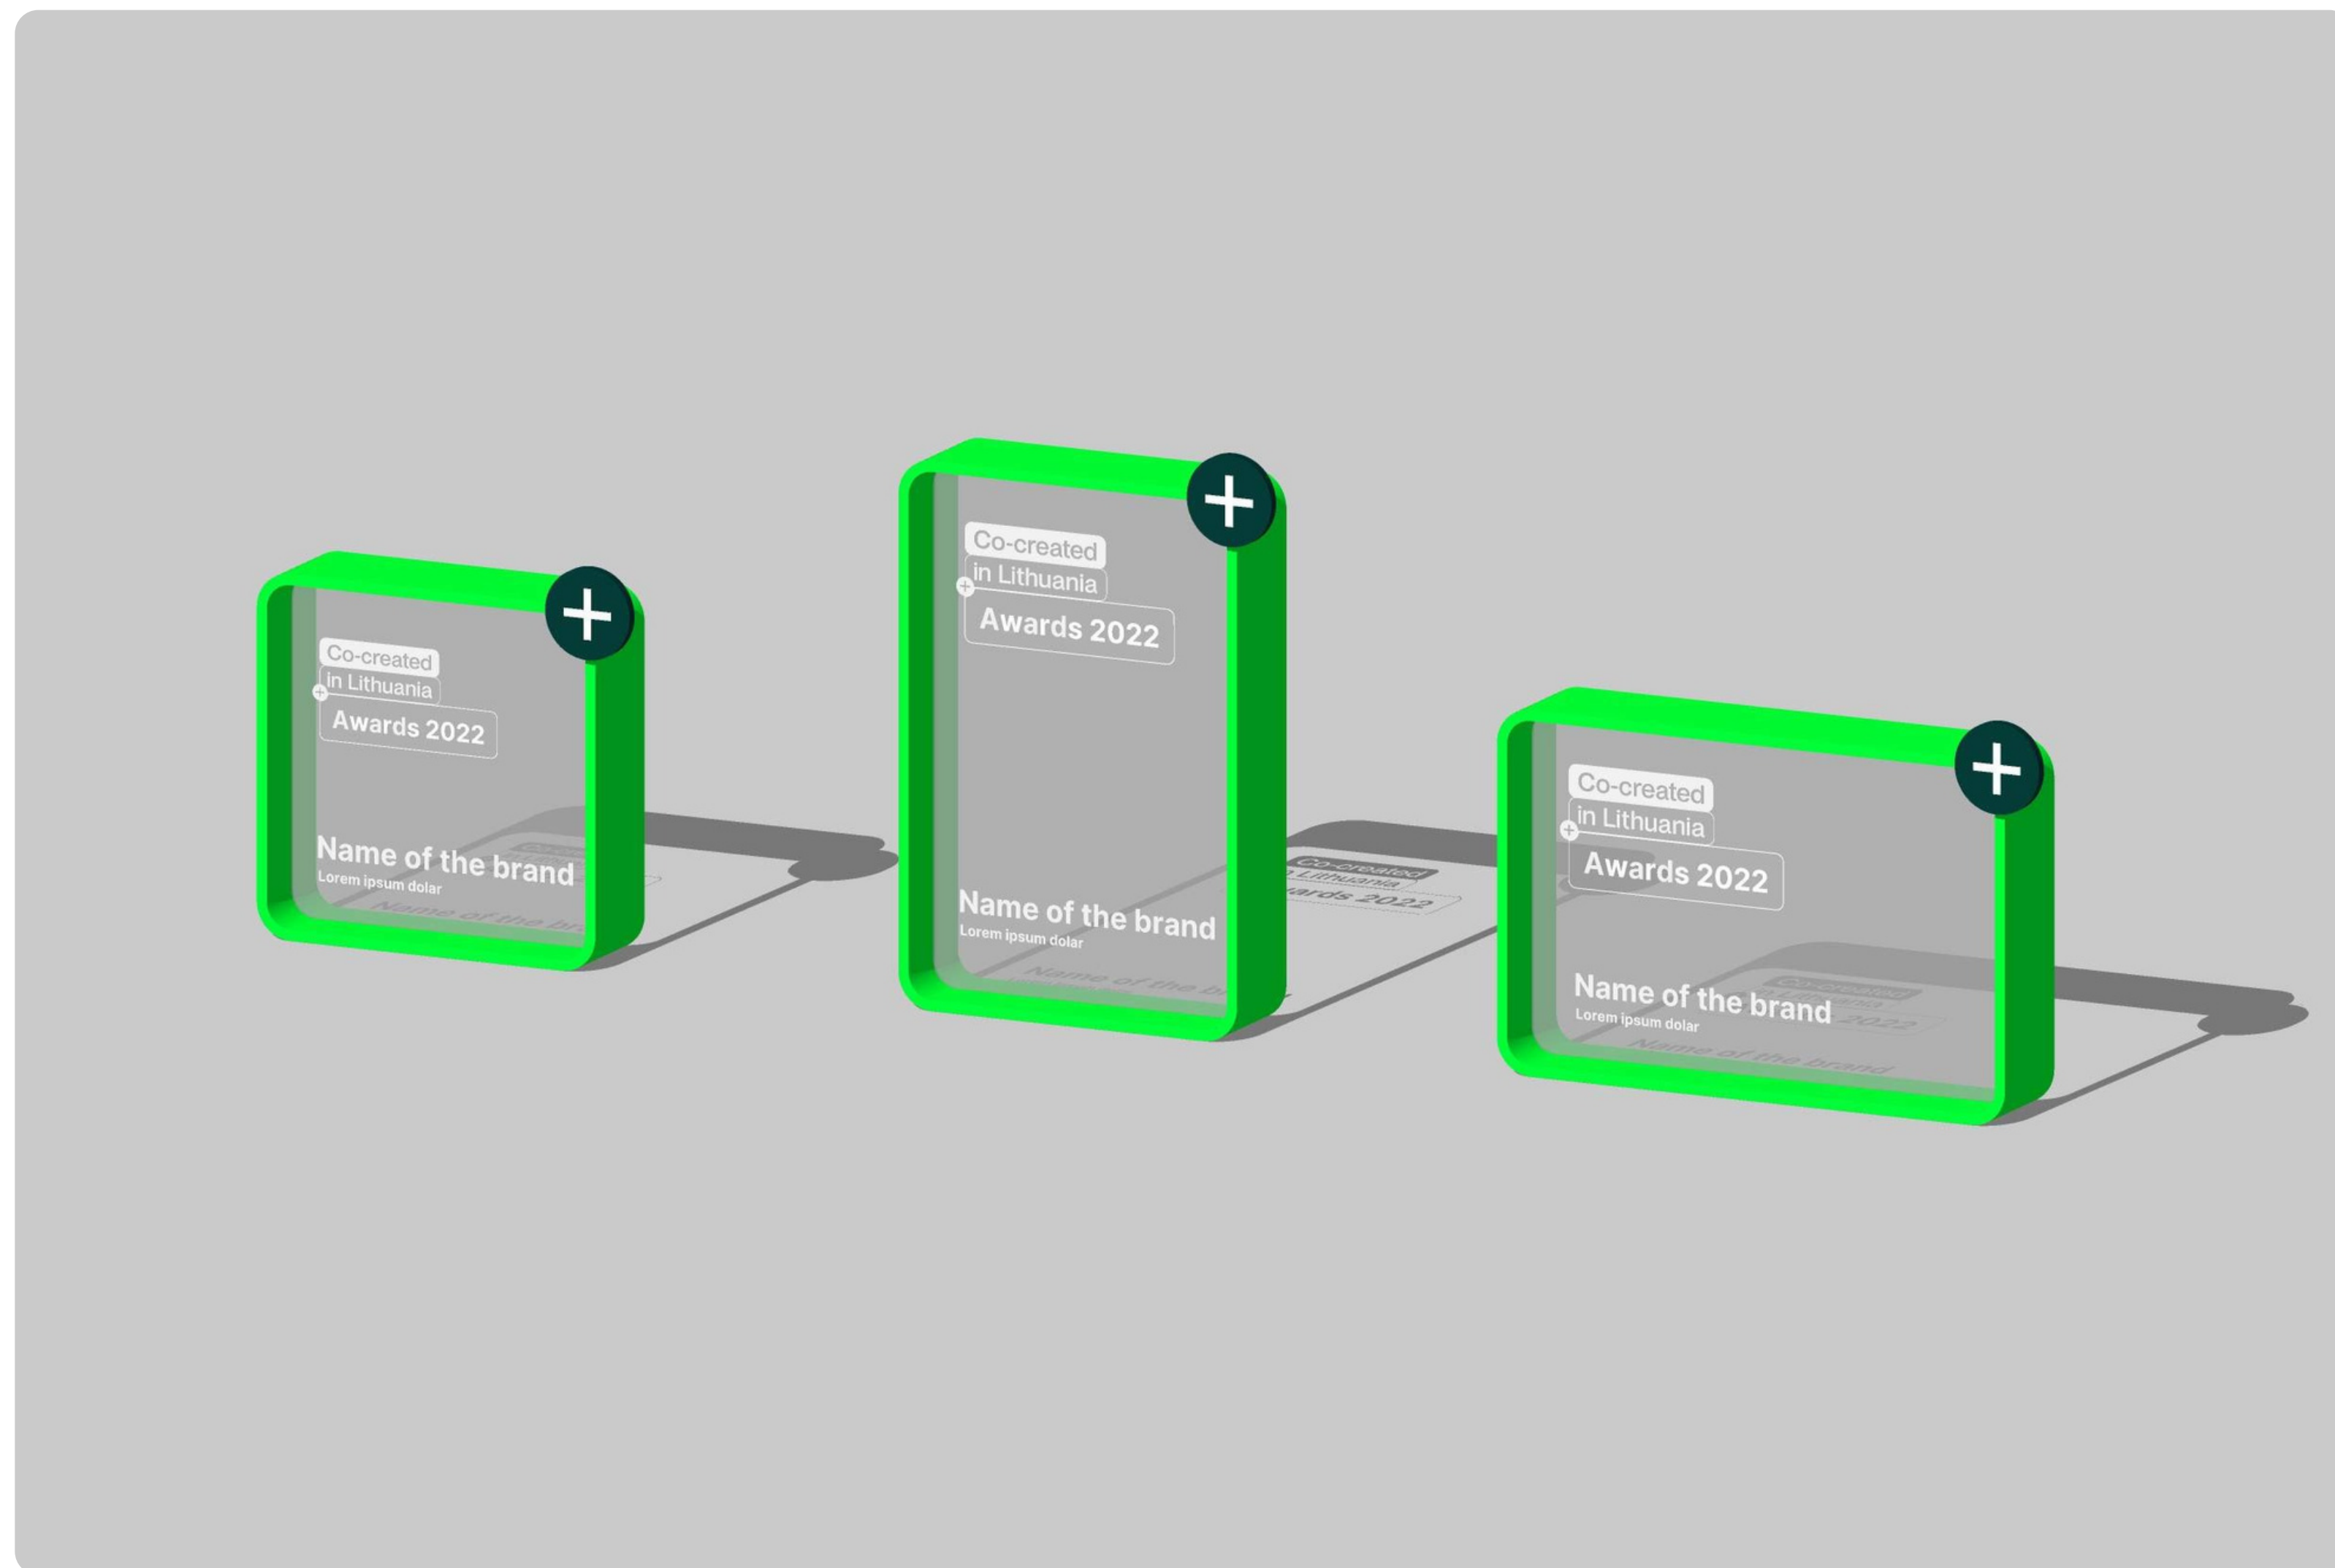 Co-created
in Lithuania
Awards 2022
Name of the brand
Lorem ipsum dolar
Co-created
in Lithuania
Awards 2022
Name of the brand
Lorem ipsum dolar
Co-created
in Lithuania
Awards 2022
Name of the brand
Lorem ipsum dolar